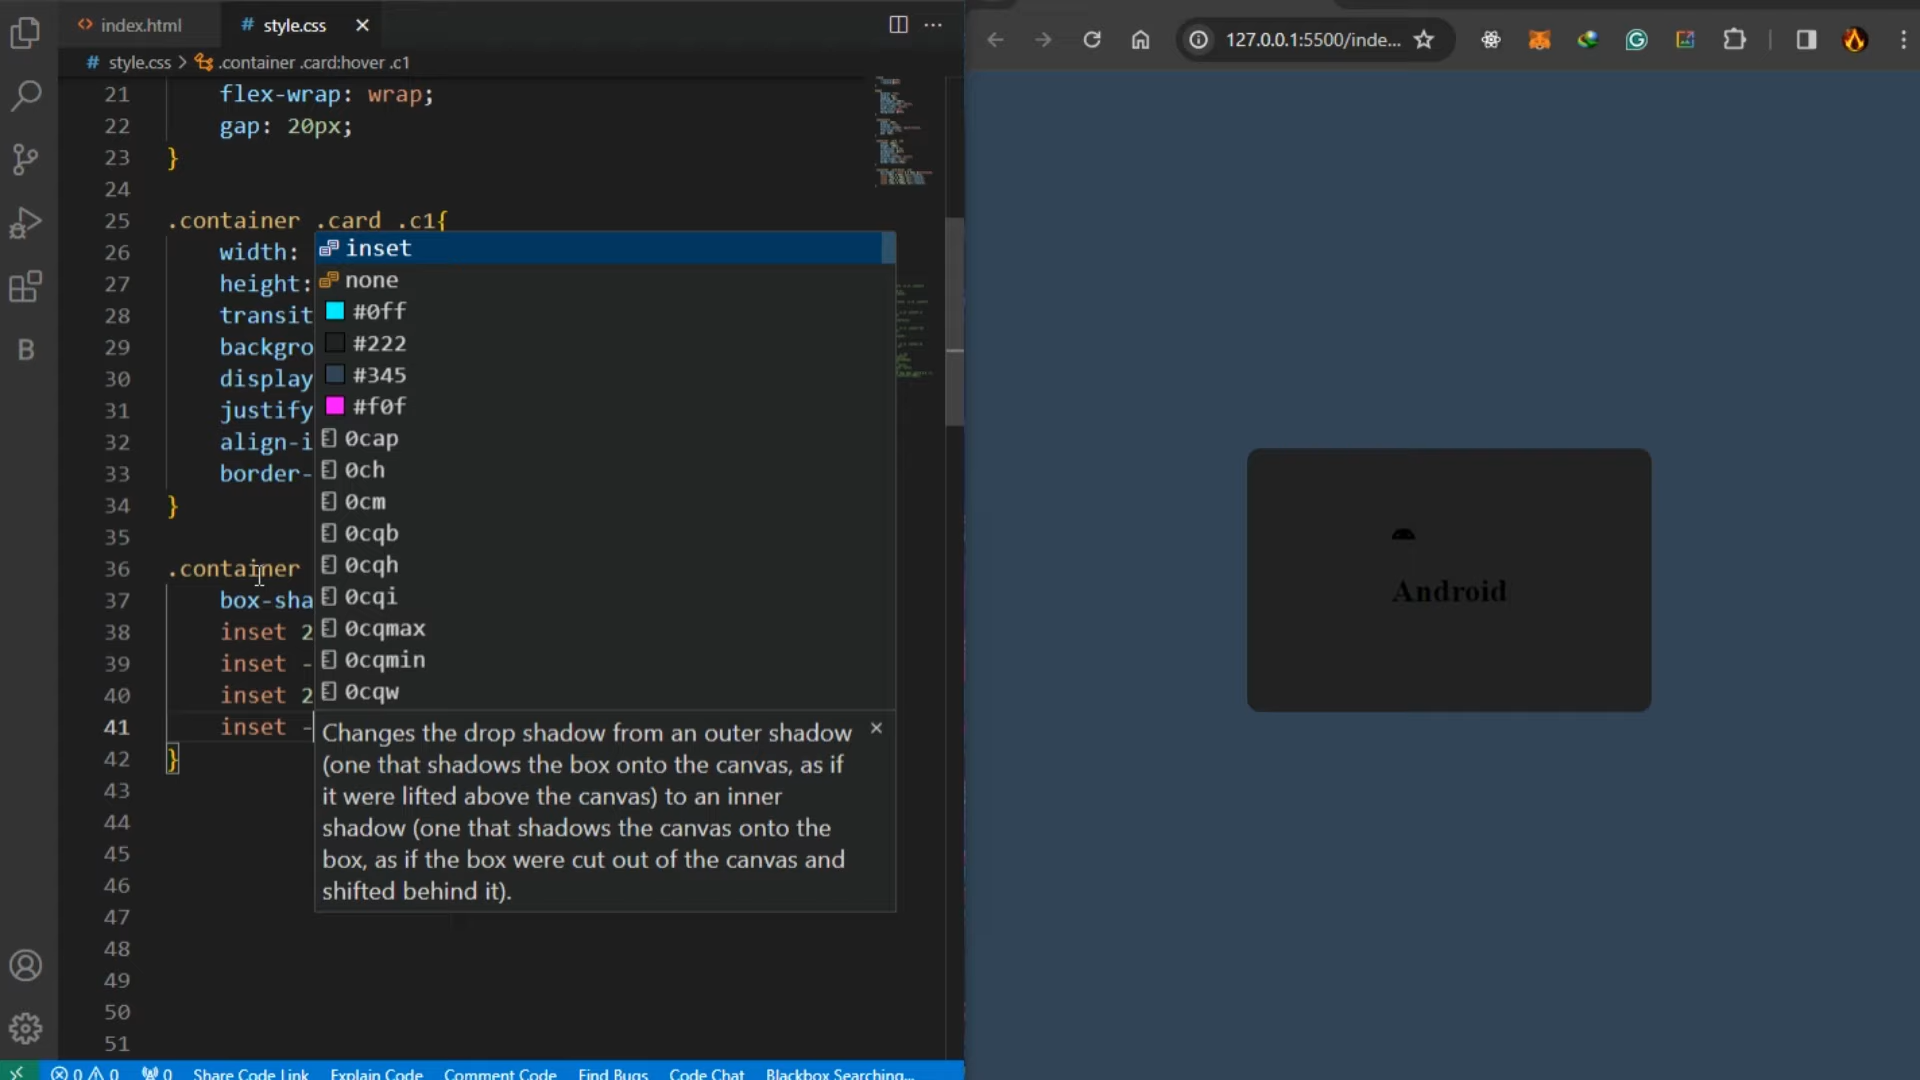 index.html
style.css
style.css > .container .card:hover .c1
127.0.0.1:5500/inde...
21 flex-wrap: wrap;
22 gap: 20px;
23 }
24
25 .container .card .c1{
26 width:
27 height:
28 transit
29 backgro
30 display
31 justify
32 align-i
33 border-
34 }
35
36 .container
37 box-sha
38 inset 2
39 inset -
40 inset 2
41 inset -
42 }
43
44
45
46
47
48
49
50
51
inset
none
#0ff
#222
#345
#f0f
0cap
0ch
0cm
0cqb
0cqh
0cqi
0cqmax
0cqmin
0cqw
Changes the drop shadow from an outer shadow
(one that shadows the box onto the canvas, as if
it were lifted above the canvas) to an inner
shadow (one that shadows the canvas onto the
box, as if the box were cut out of the canvas and
shifted behind it).
Android
0 0 0 Share Code Link Explain Code Comment Code Find Bugs Code Chat Blackbox Searching...